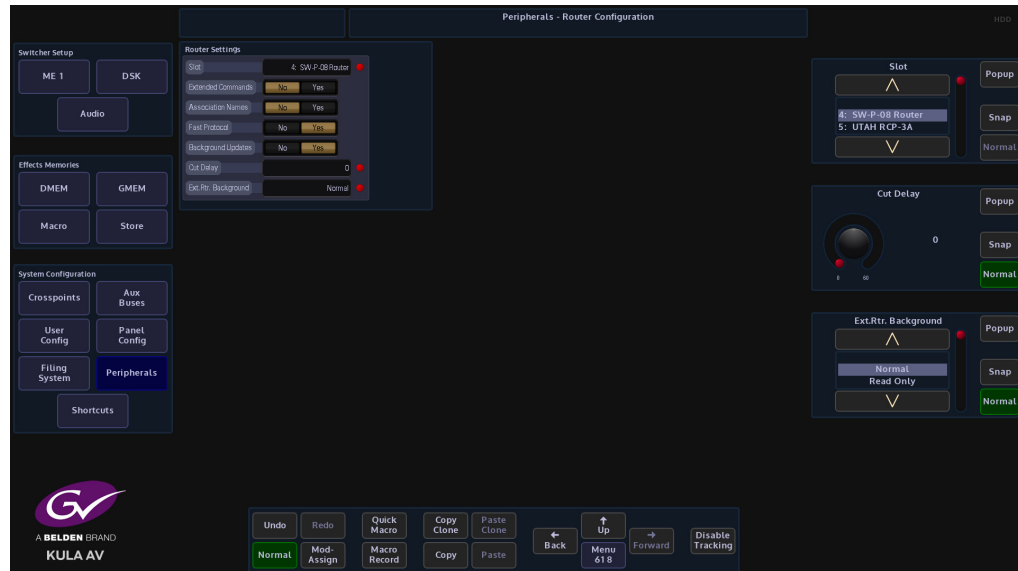 Peripherals - Router Configuration
HDD
Switcher Setup
ME 1
DSK
Audio
Effects Memories
DMEM
GMEM
Macro
Store
System Configuration
Crosspoints
Aux
Buses
User
Config
Panel
Config
Filing
System
Peripherals
Shortcuts
Router Settings
Slot
4: SW-P-08 Router
Extended Commands
No
Yes
Association Names
No
Yes
Fast Protocol
No
Yes
Background Updates
No
Yes
Cut Delay
0
Ext.Rtr. Background
Normal
Slot
4: SW-P-08 Router
5: UTAH RCP-3A
Popup
Snap
Normal
Cut Delay
0
0 60
Popup
Snap
Normal
Ext.Rtr. Background
Normal
Read Only
Popup
Snap
Normal
GV
A BELDEN BRAND
KULA AV
Undo
Redo
Quick
Macro
Copy
Clone
Paste
Clone
Normal
Mod-
Assign
Macro
Record
Copy
Paste
Back
Up
Menu
618
Forward
Disable
Tracking